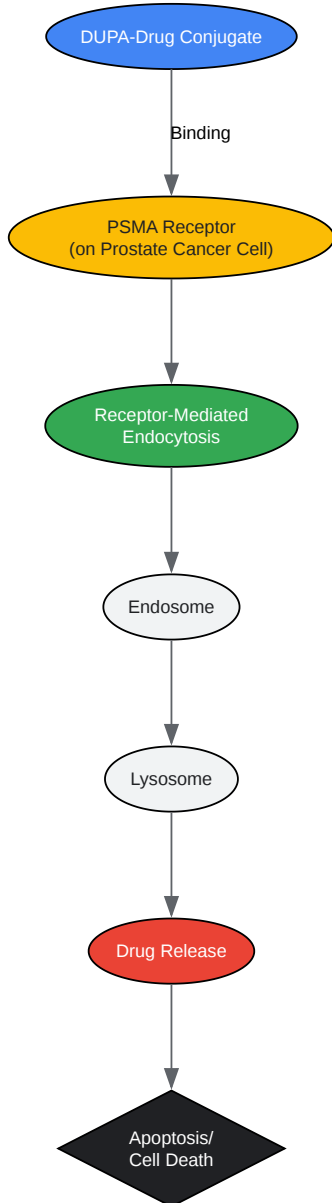 DUPA-Drug Conjugate
Binding
PSMA Receptor
(on Prostate Cancer Cell)
Receptor-Mediated
Endocytosis
Endosome
Lysosome
Drug Release
Apoptosis/
Cell Death